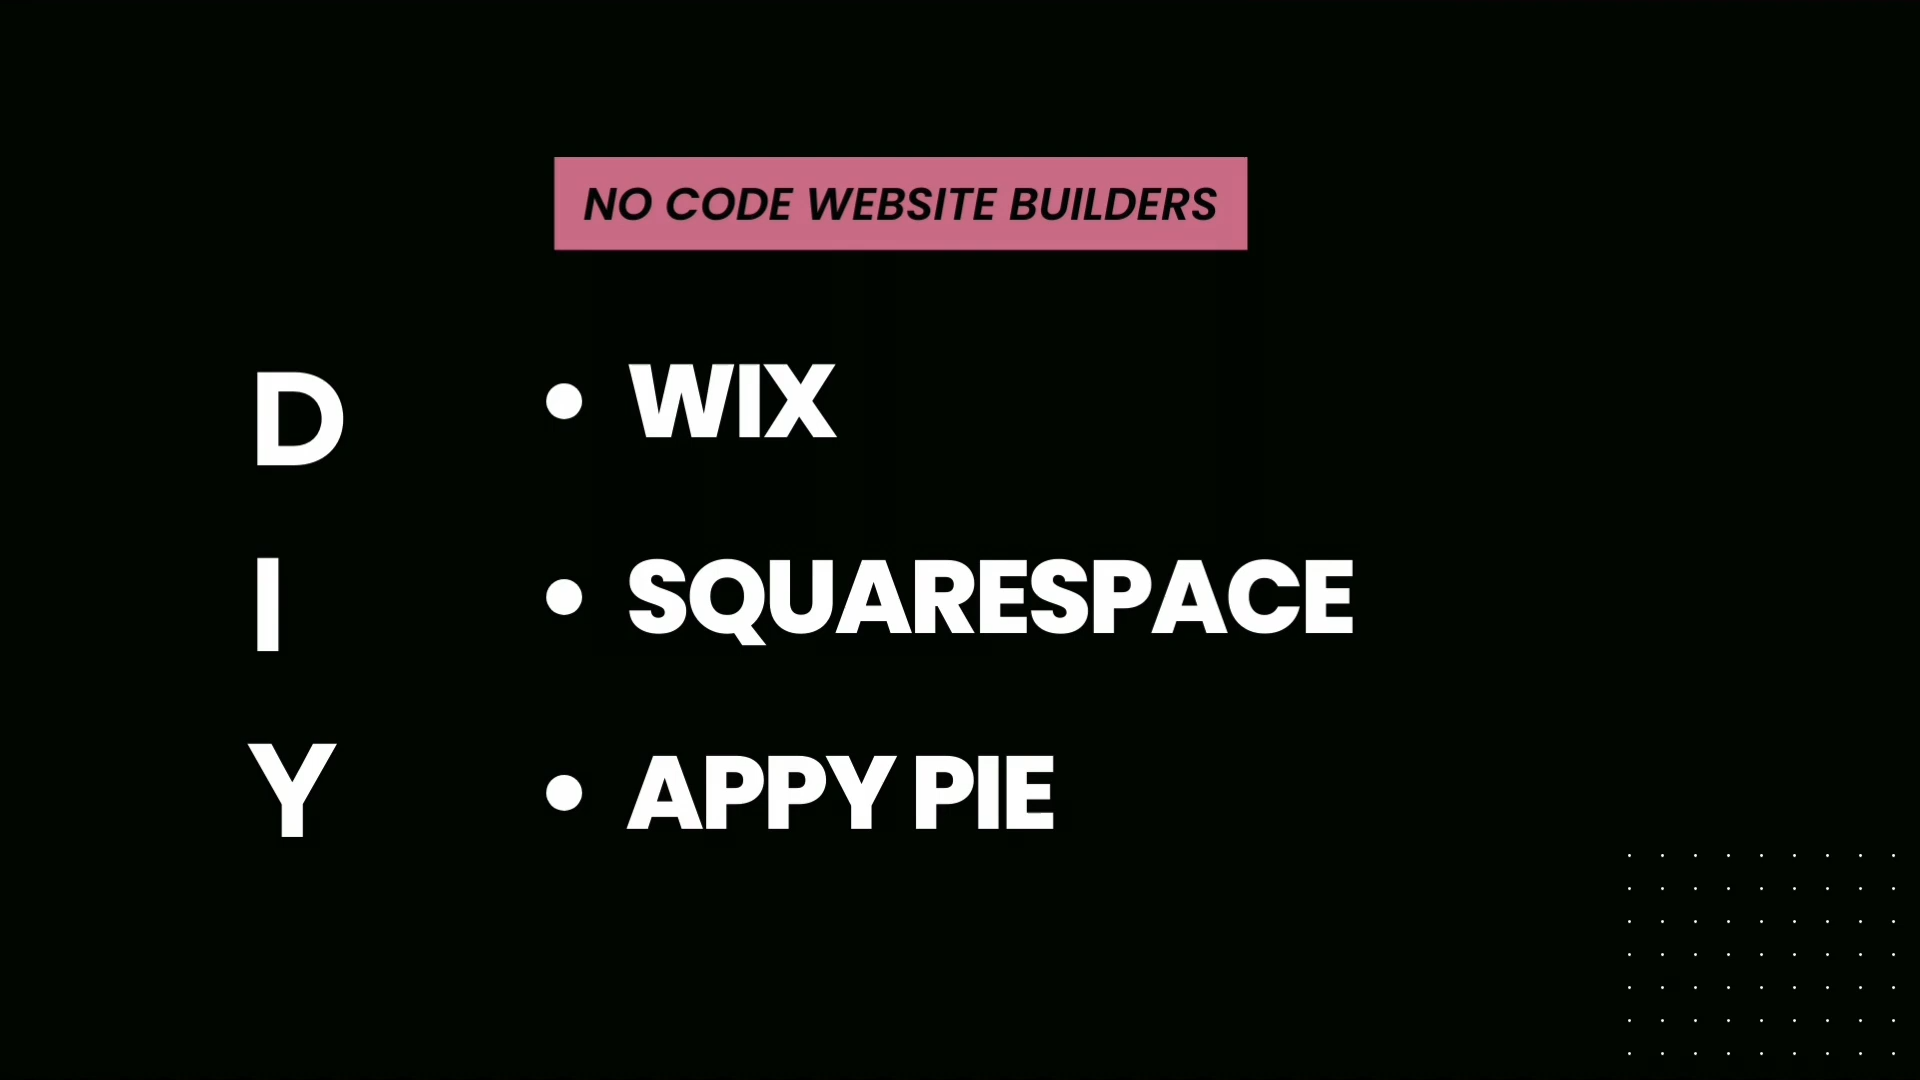 NO CODE WEBSITE BUILDERS
D
I
Y
• WIX
• SQUARESPACE
• APPY PIE